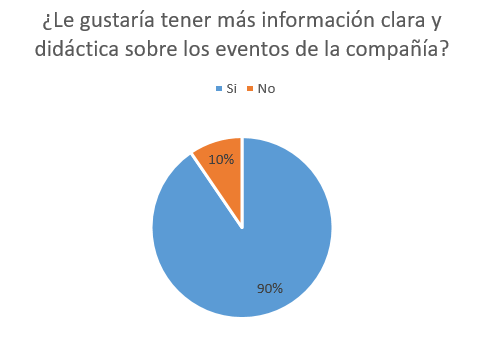 ¿Le gustaría tener más información clara y
didáctica sobre los eventos de la compañía?
Si No
10%
90%